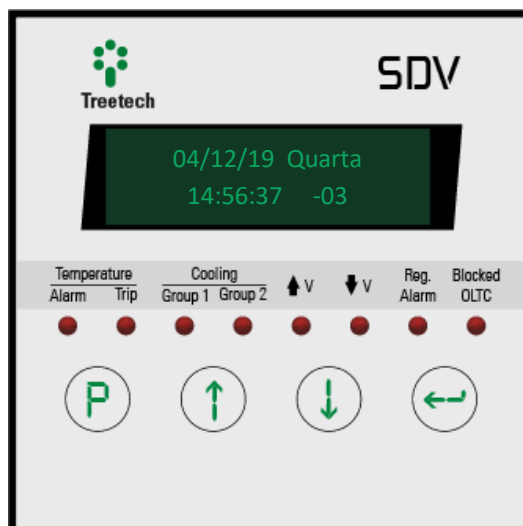 Treetech
SDV
04/12/19 Quarta
14:56:37 -03
Temperature
Alarm Trip
Cooling
Group 1 Group 2
V
V
Reg.
Alarm
Blocked
OLTC
P